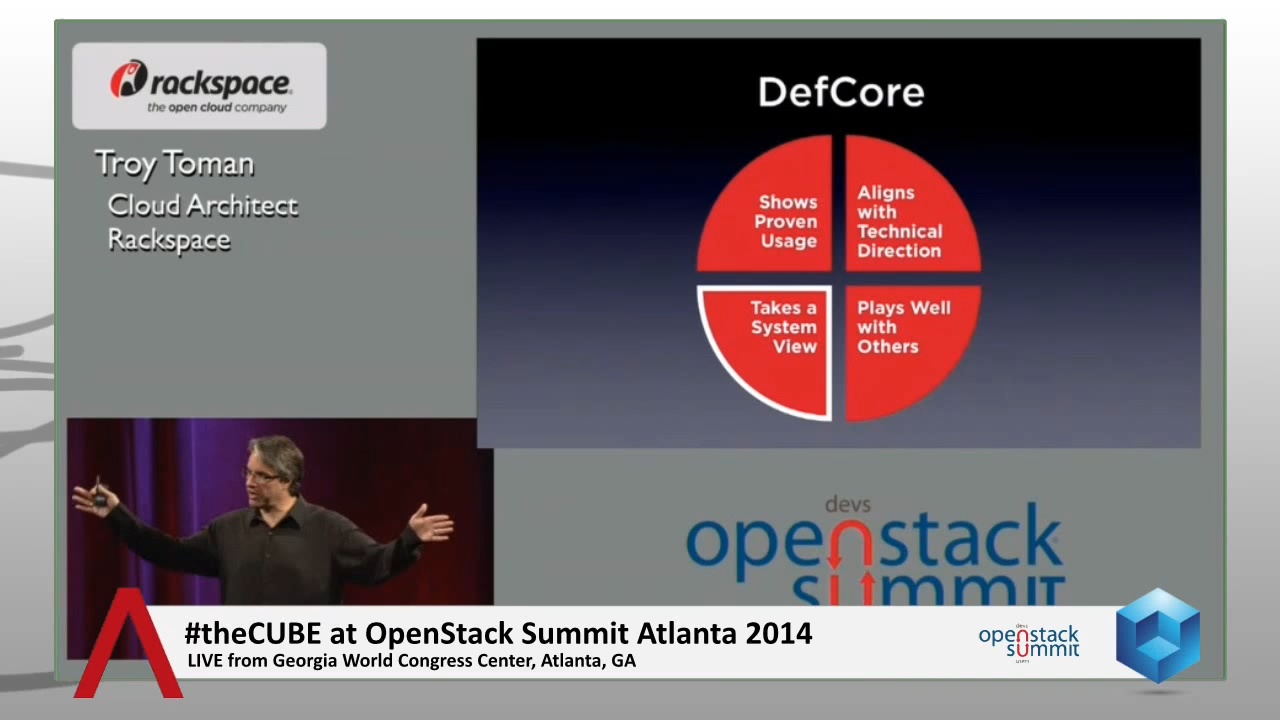 rackspace®
the open cloud company
Troy Toman
Cloud Architect
Rackspace
DefCore
Shows
Proven
Usage
Aligns
with
Technical
Direction
Takes a
System
View
Plays Well
with
Others
devs
openstack
summit
#theCUBE at OpenStack Summit Atlanta 2014
LIVE from Georgia World Congress Center, Atlanta, GA
devs
openstack
summit